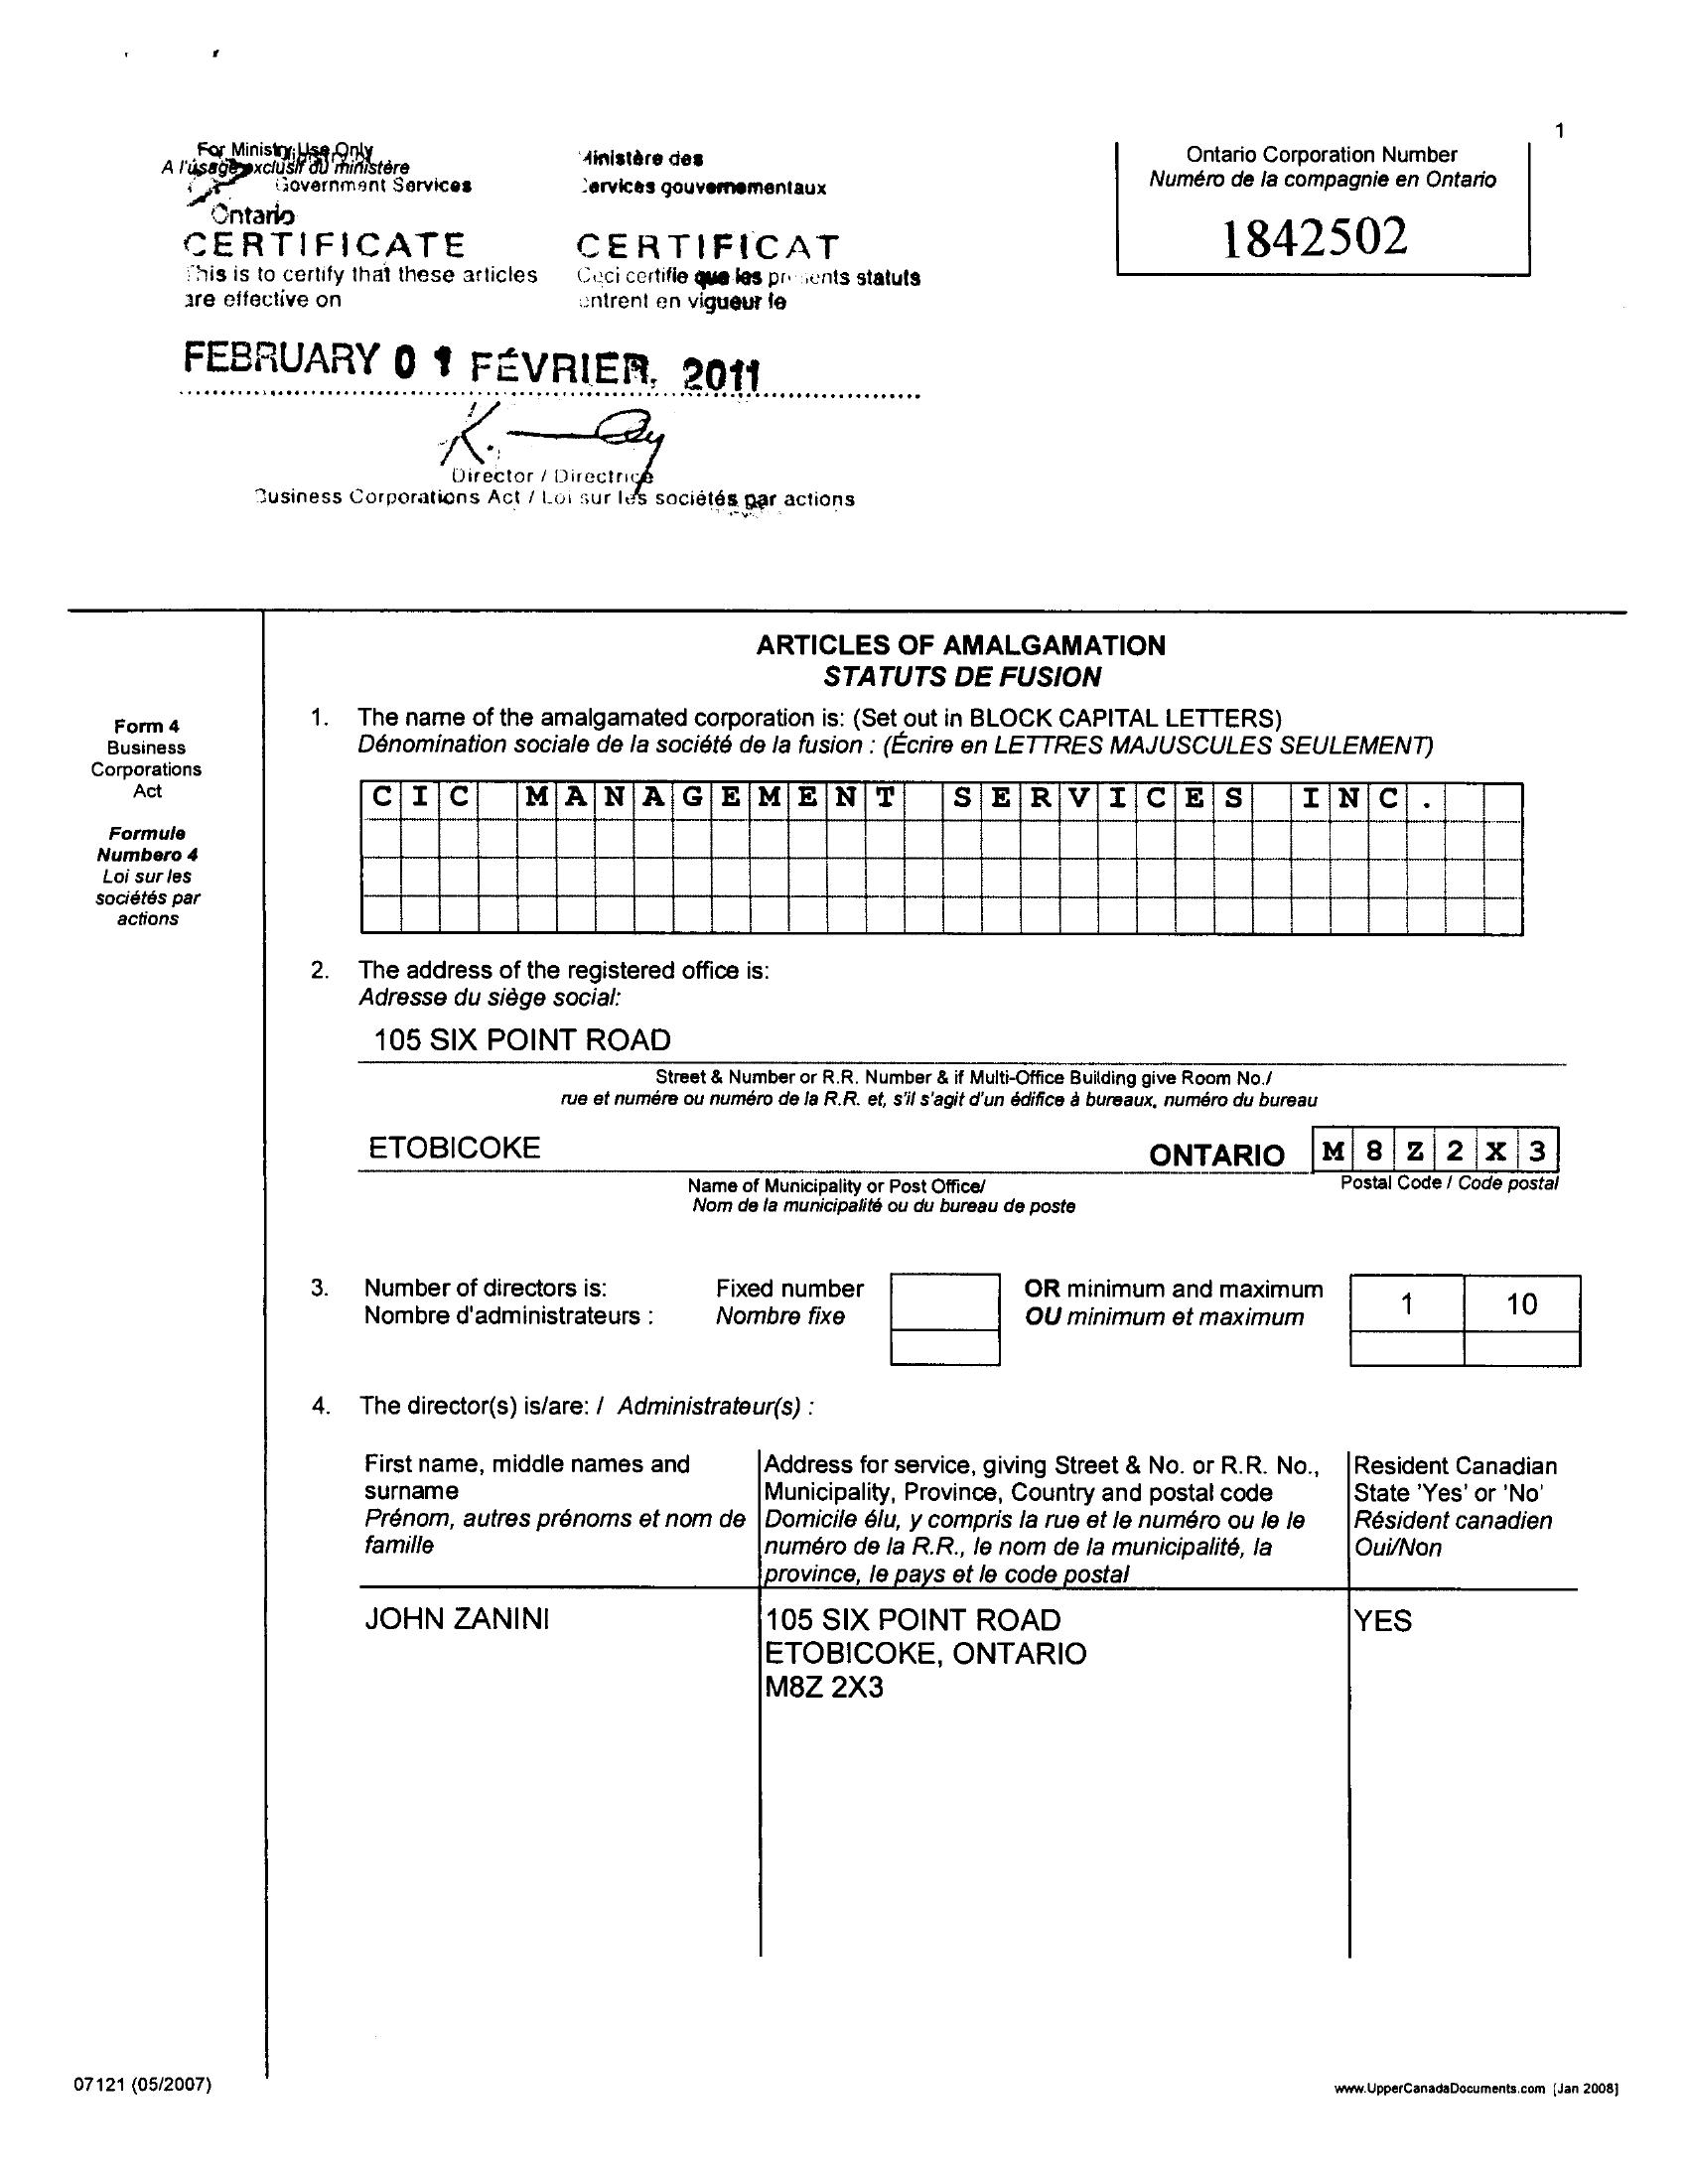 1
For Ministry Use Only
A l'usage exclusif du ministère
Government Services
Ontario
CERTIFICATE
This is to certify that these articles
are effective on
Ministère des
Services gouvernementaux
CERTIFICAT
Ceci certifie que les présents statuts
entrent en vigueur le
FEBRUARY 01 FÉVRIER, 2011
Director / Directrice
Business Corporations Act / Loi sur les sociétés par actions
Ontario Corporation Number
Numéro de la compagnie en Ontario
1842502
Form 4
Business
Corporations
Act
Formule
Numbero 4
Loi sur les
sociétés par
actions
ARTICLES OF AMALGAMATION
STATUTS DE FUSION
1. The name of the amalgamated corporation is: (Set out in BLOCK CAPITAL LETTERS)
Dénomination sociale de la société de la fusion : (Écrire en LETTRES MAJUSCULES SEULEMENT)
CIC MANAGEMENT SERVICES INC.
2. The address of the registered office is:
Adresse du siège social:
105 SIX POINT ROAD
Street & Number or R.R. Number & if Multi-Office Building give Room No./
rue et numére ou numéro de la R.R. et, s'il s'agit d'un édifice à bureaux, numéro du bureau
ETOBICOKE ONTARIO M8Z2X3
Name of Municipality or Post Office/ Postal Code / Code postal
Nom de la municipalité ou du bureau de poste
3. Number of directors is: Fixed number OR minimum and maximum 1 10
Nombre d'administrateurs : Nombre fixe OU minimum et maximum
4. The director(s) is/are: / Administrateur(s) :
First name, middle names and
surname
Prénom, autres prénoms et nom de
famille
Address for service, giving Street & No. or R.R. No.,
Municipality, Province, Country and postal code
Domicile élu, y compris la rue et le numéro ou le le
numéro de la R.R., le nom de la municipalité, la
province, le pays et le code postal
Resident Canadian
State 'Yes' or 'No'
Résident canadien
Oui/Non
JOHN ZANINI
105 SIX POINT ROAD
ETOBICOKE, ONTARIO
M8Z 2X3
YES
07121 (05/2007)
www.UpperCanadaDocuments.com [Jan 2008]